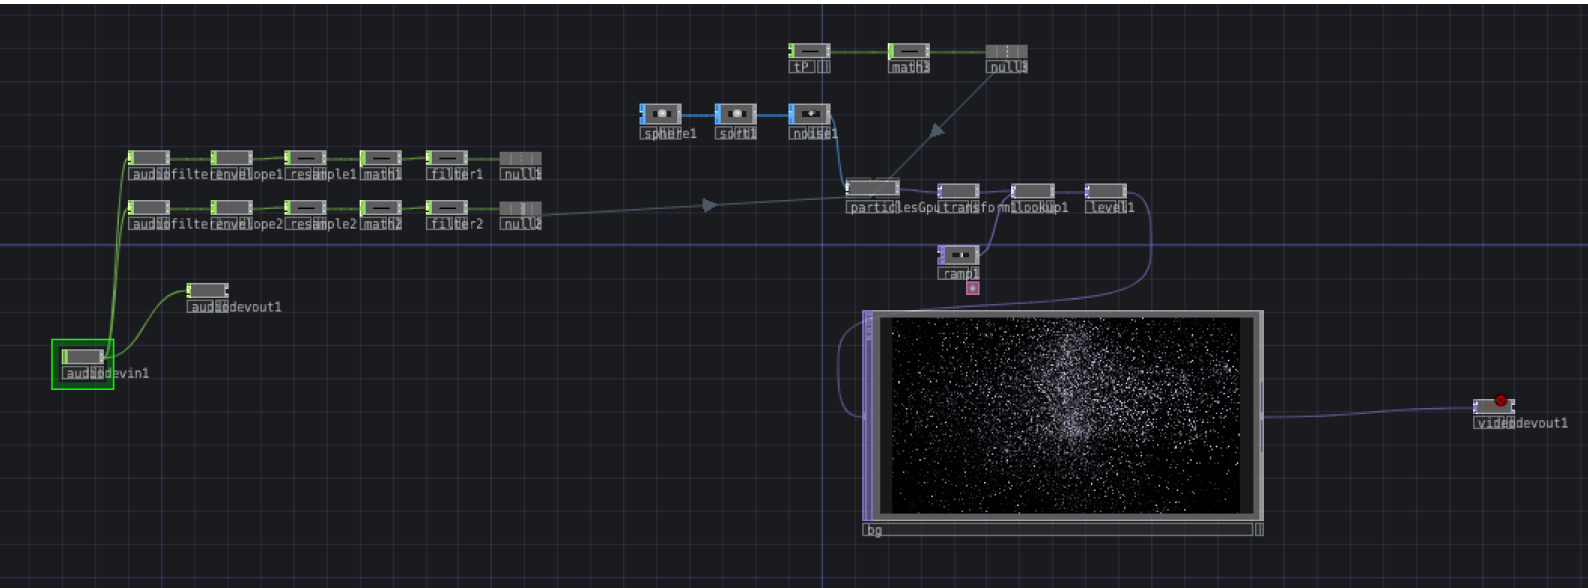 tP
math3
null3
sphere1
sort1
noise1
audiofilter
envelope1
resample1
math1
filter1
null1
audiofilter
envelope2
resample2
math2
filter2
null2
particlesGpu
transform1
lookup1
level1
ramp1
audiodevout1
audiodevin1
bg
videodevout1